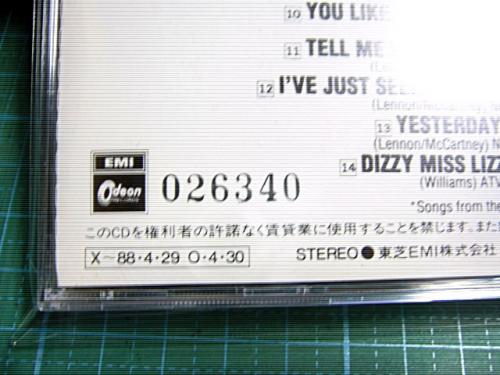 10 YOU LIKE
11 TELL ME
12 I'VE JUST
(Lennon/McCartney) N
13 YESTERDAY
(Lennon/McCartney) N
14 DIZZY MISS LIZZ
(Williams) ATV
*Songs from the
EMI
Odeon
026340
このCDを権利者の許諾なく賃貸業に使用することを禁じます。また
X～88・4・29 O・4・30
STEREO●東芝EMI株式会社